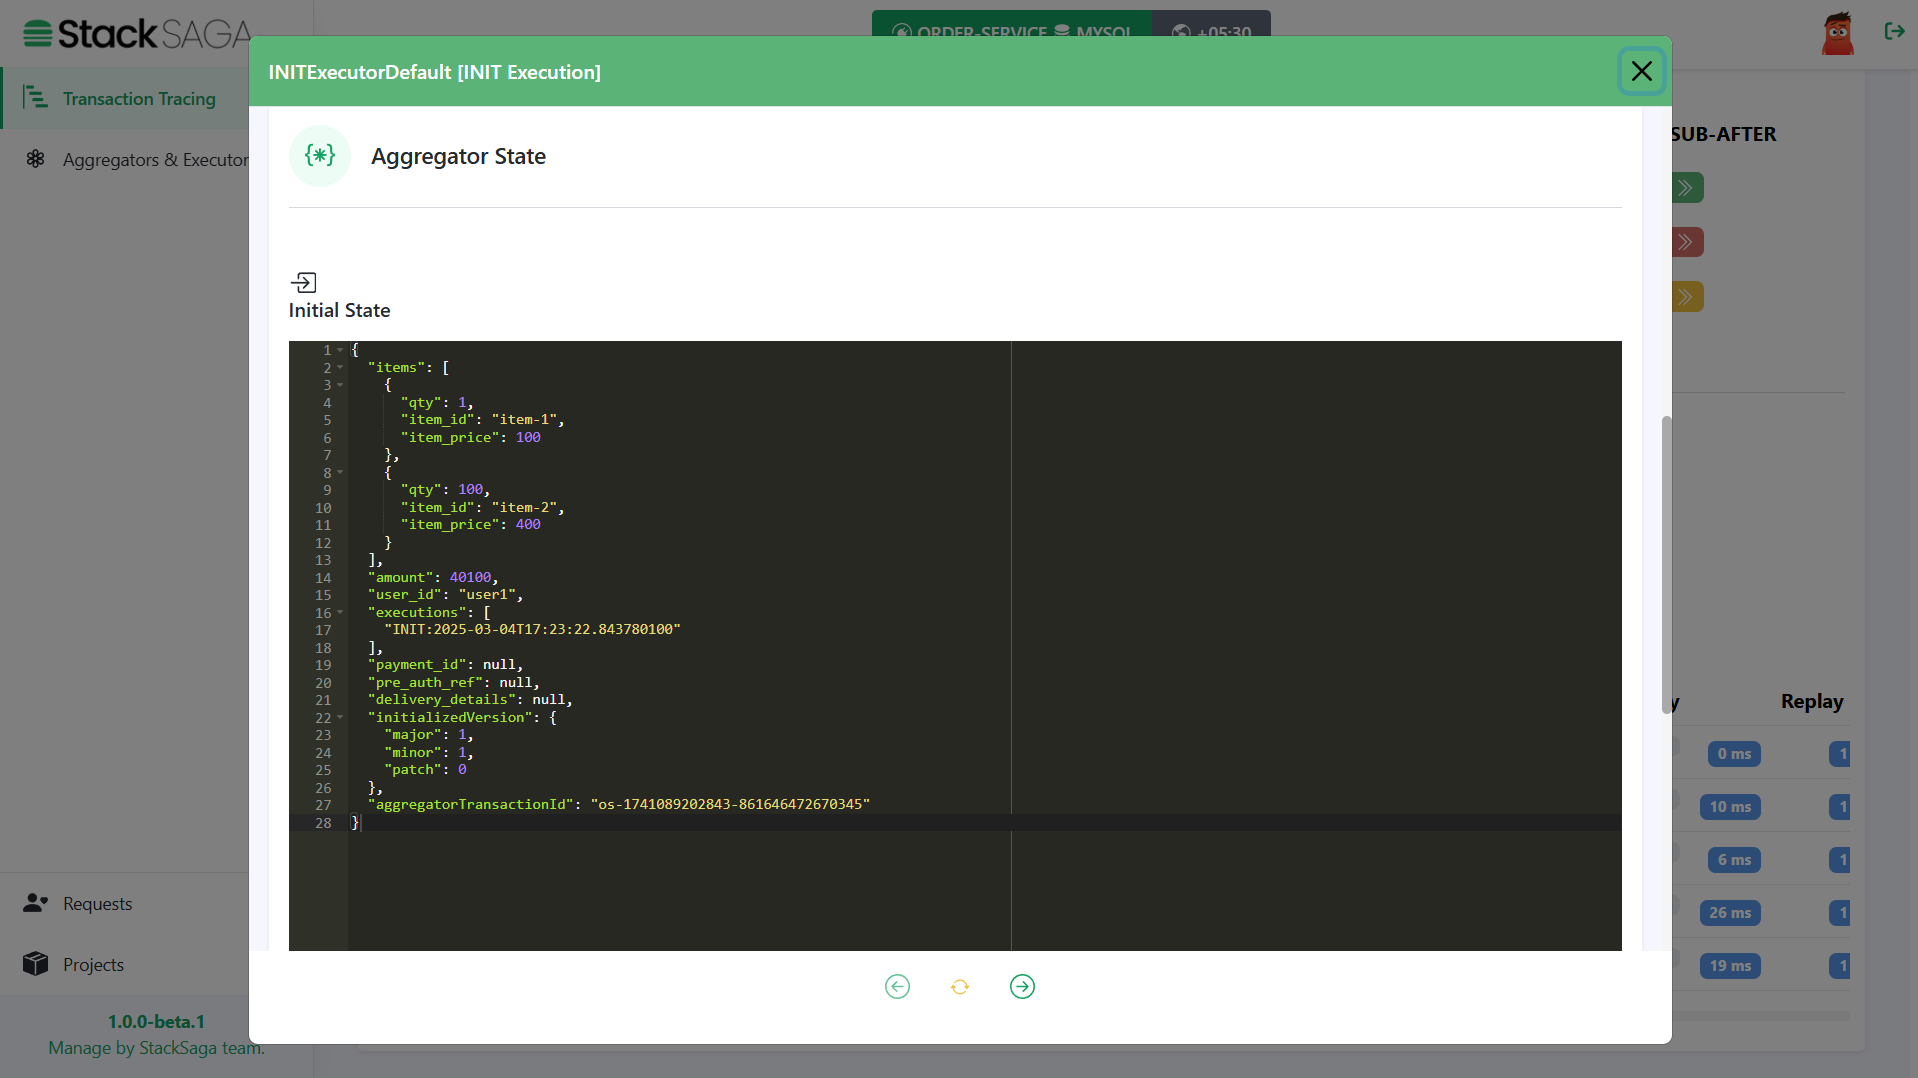 StackSAGA
ORDER-SERVICE MYSQL +05:30
INITExecutorDefault [INIT Execution]
Transaction Tracing
Aggregators & Executor
{*} Aggregator State
SUB-AFTER
Initial State
1 {
2 "items": [
3 {
4 "qty": 1,
5 "item_id": "item-1",
6 "item_price": 100
7 },
8 {
9 "qty": 100,
10 "item_id": "item-2",
11 "item_price": 400
12 }
13 ],
14 "amount": 40100,
15 "user_id": "user1",
16 "executions": [
17 "INIT:2025-03-04T17:23:22.843780100"
18 ],
19 "payment_id": null,
20 "pre_auth_ref": null,
21 "delivery_details": null,
22 "initializedVersion": {
23 "major": 1,
24 "minor": 1,
25 "patch": 0
26 },
27 "aggregatorTransactionId": "os-1741089202843-861646472670345"
28 }
y Replay
0 ms 1
10 ms 1
6 ms 1
26 ms 1
19 ms 1
Requests
Projects
1.0.0-beta.1
Manage by StackSaga team.